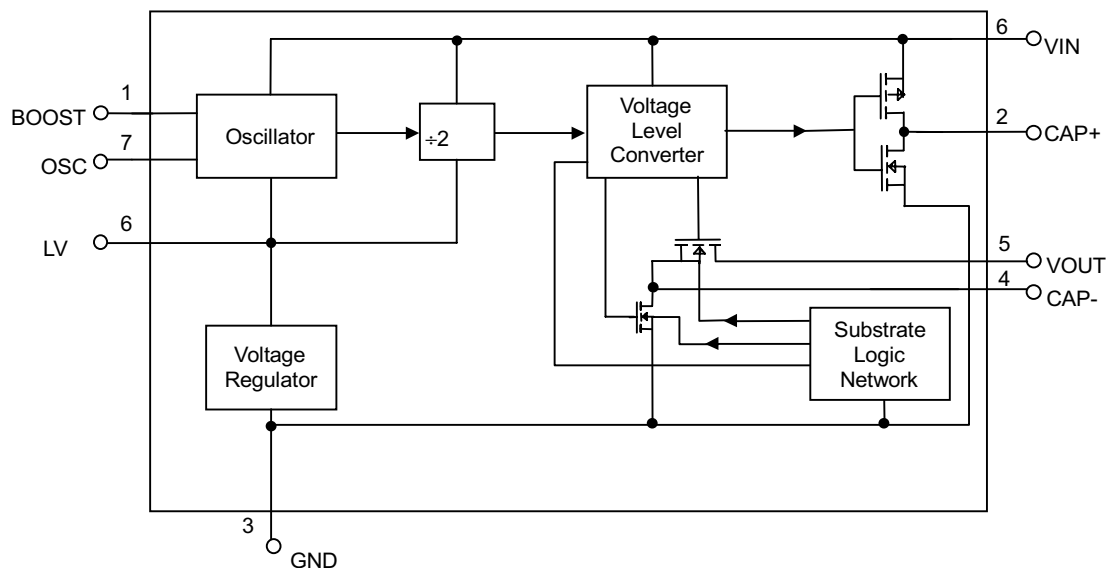 6
VIN
1
BOOST
Oscillator
7
OSC
÷2
Voltage
Level
Converter
2
CAP+
6
LV
5
VOUT
4
CAP-
Voltage
Regulator
Substrate
Logic
Network
3
GND